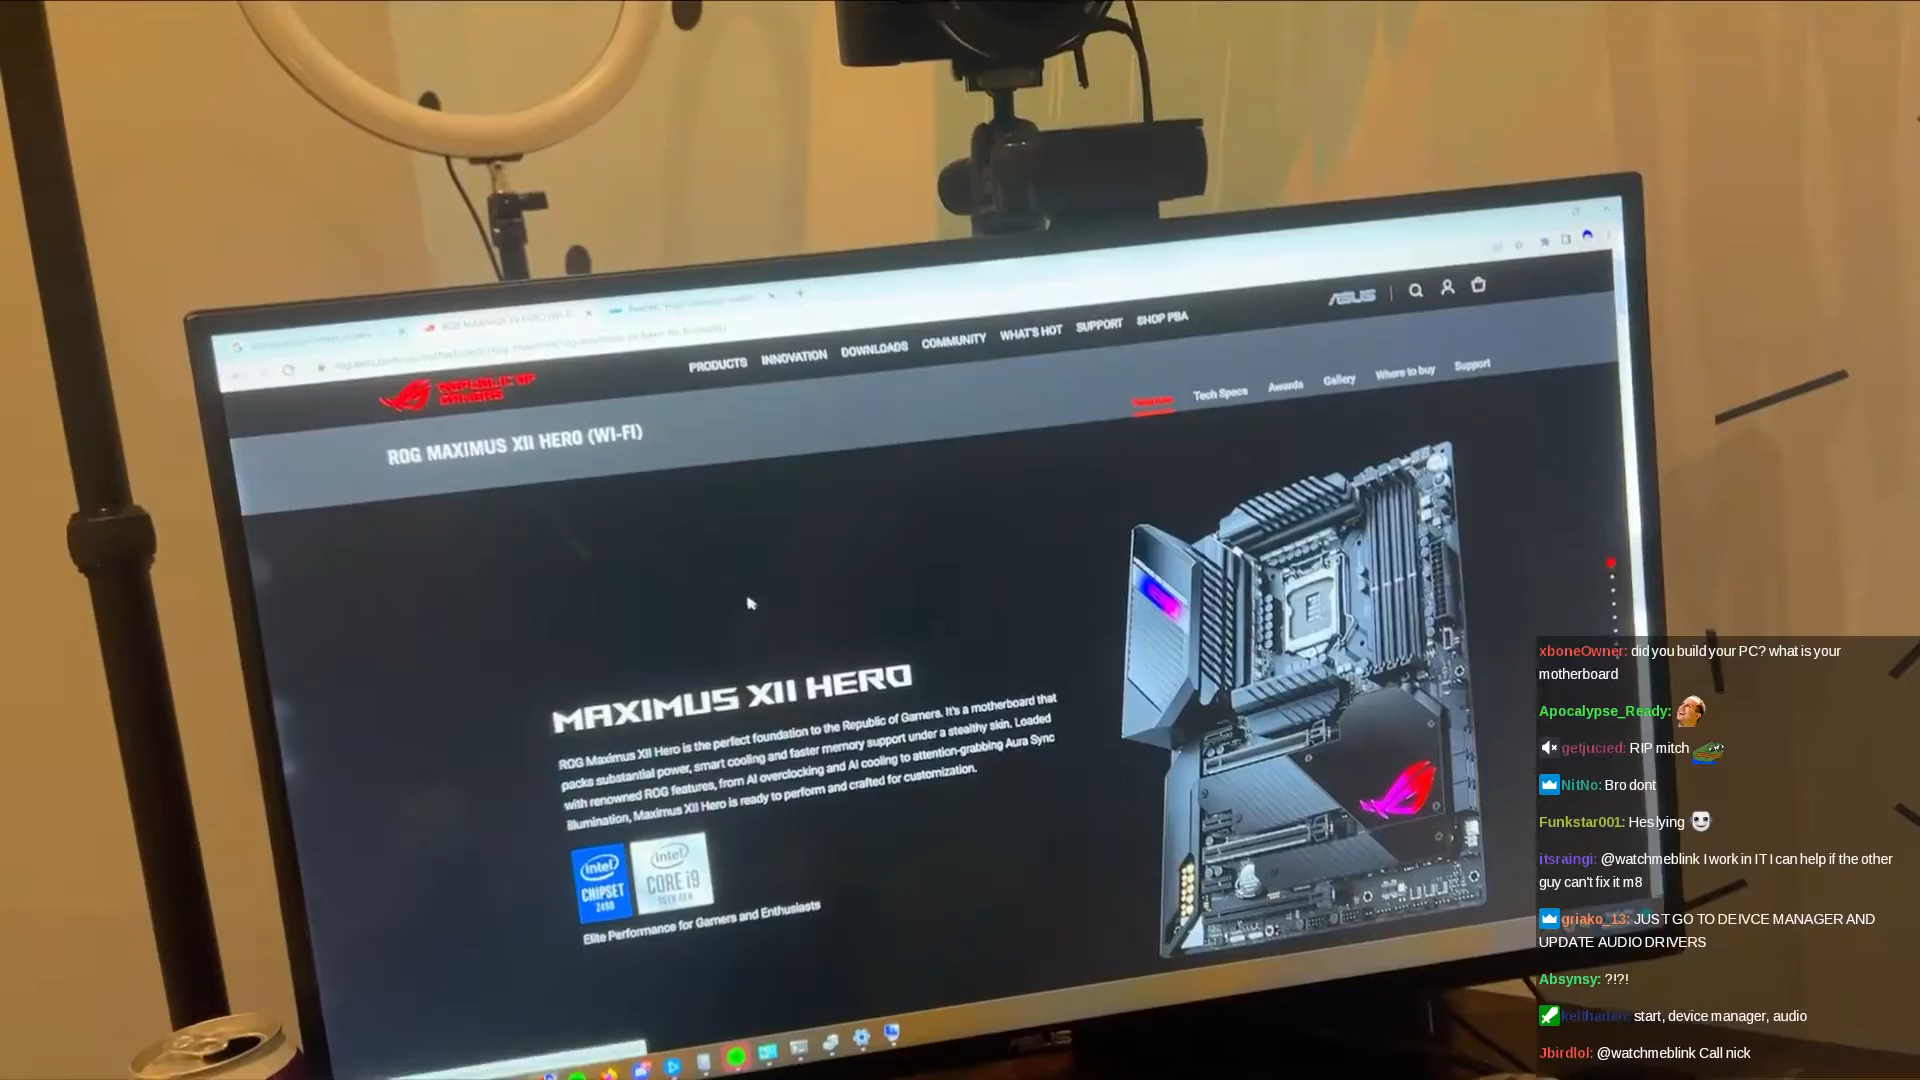 ASUS
PRODUCTS INNOVATION DOWNLOADS COMMUNITY WHAT'S HOT SUPPORT SHOP PBA
REPUBLIC OF
GAMERS
Tech Specs Awards Gallery Where to buy Support
ROG MAXIMUS XII HERO (WI-FI)
MAXIMUS XII HERO
ROG Maximus XII Hero is the perfect foundation to the Republic of Gamers. It's a motherboard that
packs substantial power, smart cooling and faster memory support under a stealthy skin. Loaded
with renowned ROG features, from AI overclocking and AI cooling to attention-grabbing Aura Sync
illumination, Maximus XII Hero is ready to perform and crafted for customization.
intel
CHIPSET
Z490
intel
CORE i9
10TH GEN
Elite Performance for Gamers and Enthusiasts
xboneOwner: did you build your PC? what is your
motherboard
Apocalypse_Ready:
getjucied: RIP mitch
NitNo: Bro dont
Funkstar001: Hes lying
itsraingi: @watchmeblink I work in IT I can help if the other
guy can't fix it m8
griako_13: JUST GO TO DEIVCE MANAGER AND
UPDATE AUDIO DRIVERS
Absynsy: ?!?!
start, device manager, audio
Jbirdlol: @watchmeblink Call nick